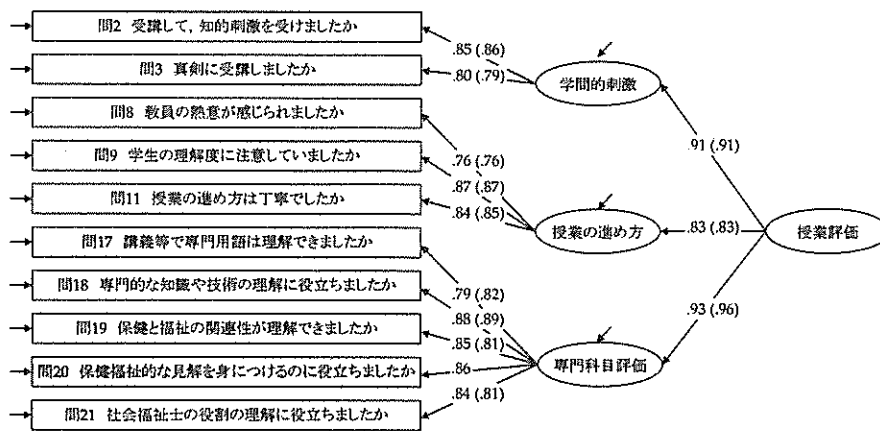 問2 受講して，知的刺激を受けましたか
.85 (.86)
問3 真剣に受講しましたか
.80 (.79)
学問的刺激
問8 教員の熱意が感じられましたか
.91 (.91)
問9 学生の理解度に注意していましたか
.76 (.76)
.87 (.87)
問11 授業の進め方は丁寧でしたか
.84 (.85)
問17 講義等で専門用語は理解できましたか
授業の進め方
.83 (.83)
授業評価
問18 専門的な知識や技術の理解に役立ちましたか
.79 (.82)
.88 (.89)
.93 (.96)
問19 保健と福祉の関連性が理解できましたか
.85 (.81)
問20 保健福祉的な見解を身につけるのに役立ちましたか
.86
専門科目評価
問21 社会福祉士の役割の理解に役立ちましたか
.84 (.81)